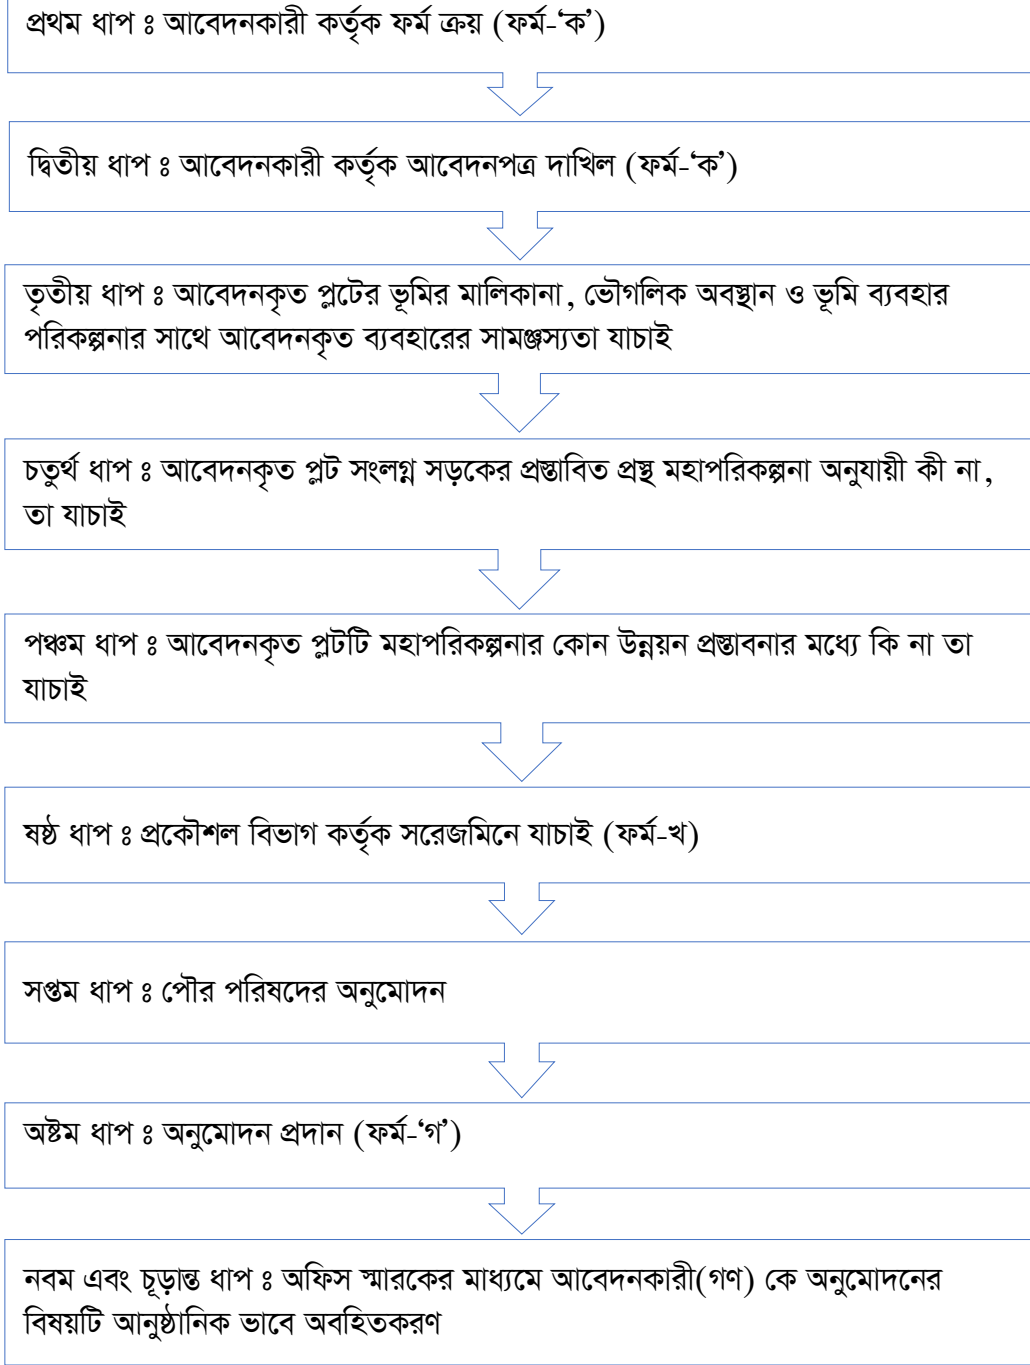 প্রথম ধাপ ঃ আবেদনকারী কর্তৃক ফর্ম ক্রয় (ফর্ম-‘ক’)
দ্বিতীয় ধাপ ঃ আবেদনকারী কর্তৃক আবেদনপত্র দাখিল (ফর্ম-‘ক’)
তৃতীয় ধাপ ঃ আবেদনকৃত প্লটের ভূমির মালিকানা, ভৌগলিক অবস্থান ও ভূমি ব্যবহার
পরিকল্পনার সাথে আবেদনকৃত ব্যবহারের সামঞ্জস্যতা যাচাই
চতুর্থ ধাপ ঃ আবেদনকৃত প্লট সংলগ্ন সড়কের প্রস্তাবিত প্রস্থ মহাপরিকল্পনা অনুযায়ী কী না,
তা যাচাই
পঞ্চম ধাপ ঃ আবেদনকৃত প্লটটি মহাপরিকল্পনার কোন উন্নয়ন প্রস্তাবনার মধ্যে কি না তা
যাচাই
ষষ্ঠ ধাপ ঃ প্রকৌশল বিভাগ কর্তৃক সরেজমিনে যাচাই (ফর্ম-খ)
সপ্তম ধাপ ঃ পৌর পরিষদের অনুমোদন
অষ্টম ধাপ ঃ অনুমোদন প্রদান (ফর্ম-‘গ’)
নবম এবং চূড়ান্ত ধাপ ঃ অফিস স্মারকের মাধ্যমে আবেদনকারী(গণ) কে অনুমোদনের
বিষয়টি আনুষ্ঠানিক ভাবে অবহিতকরণ